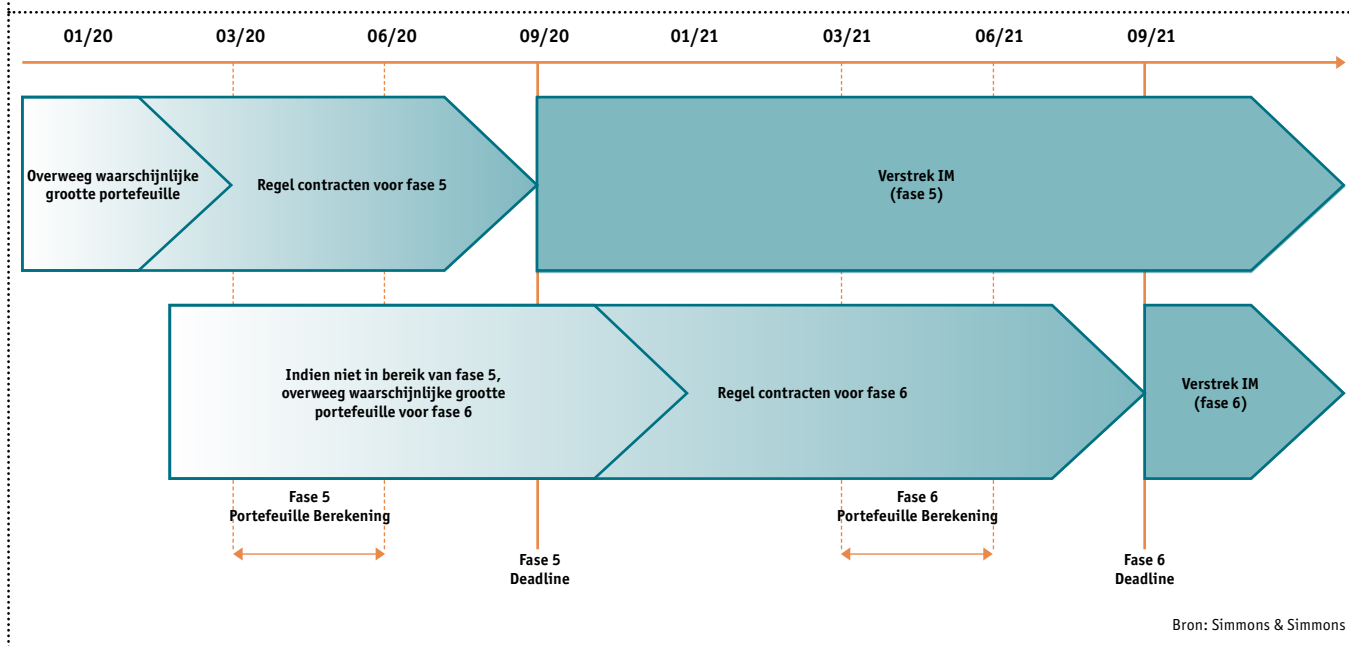 01/20 03/20 06/20 09/20 01/21 03/21 06/21 09/21
Overweeg waarschijnlijke
grootte portefeuille
Regel contracten voor fase 5
Verstrek IM
(fase 5)
Indien niet in bereik van fase 5,
overweeg waarschijnlijke grootte
portefeuille voor fase 6
Regel contracten voor fase 6
Verstrek IM
(fase 6)
Fase 5
Portefeuille Berekening
Fase 6
Portefeuille Berekening
Fase 5
Deadline
Fase 6
Deadline
Bron: Simmons & Simmons